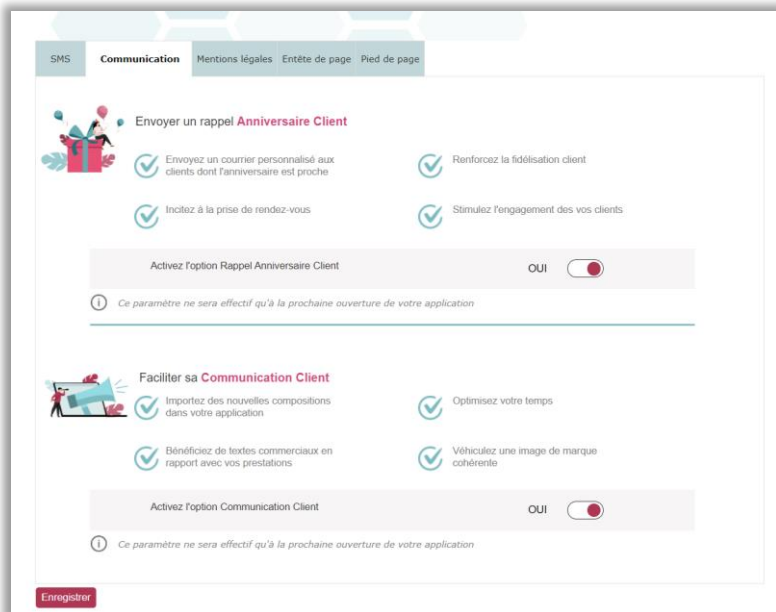 SMS Communication Mentions légales Entête de page Pied de page
Envoyer un rappel Anniversaire Client
Envoyez un courrier personnalisé aux
clients dont l'anniversaire est proche
Renforcez la fidélisation client
Incitez à la prise de rendez-vous
Stimulez l'engagement des vos clients
Activez l'option Rappel Anniversaire Client OUI
Ce paramètre ne sera effectif qu'à la prochaine ouverture de votre application
Faciliter sa Communication Client
Importez des nouvelles compositions
dans votre application
Optimisez votre temps
Bénéficiez de textes commerciaux en
rapport avec vos prestations
Véhiculez une image de marque
cohérente
Activez l'option Communication Client OUI
Ce paramètre ne sera effectif qu'à la prochaine ouverture de votre application
Enregistrer